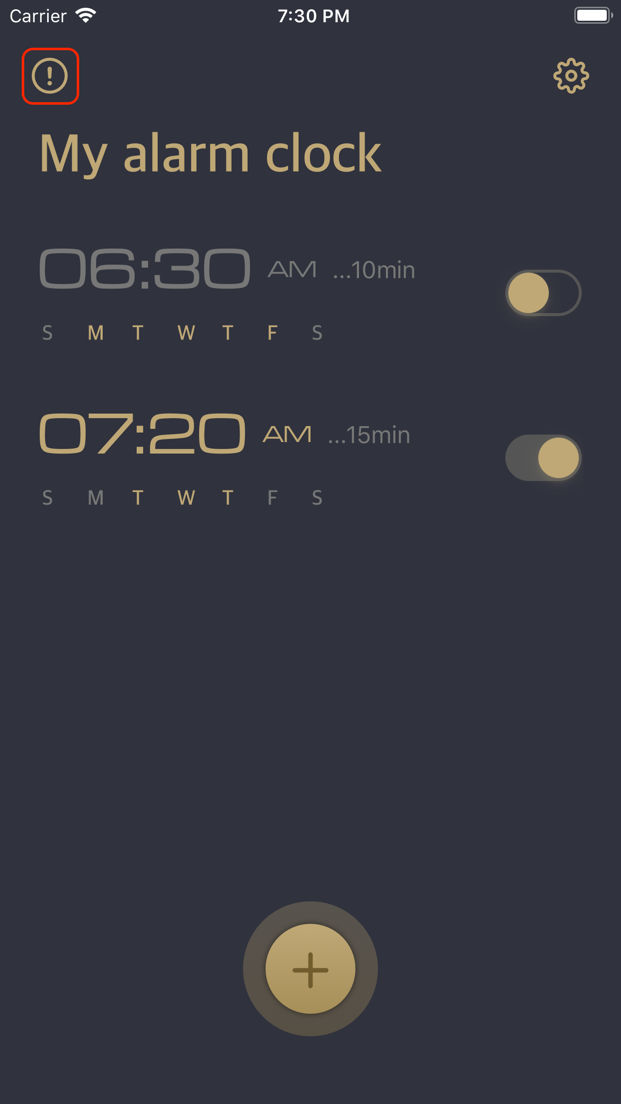 Carrier 7:30 PM
My alarm clock
06:30 AM ...10min
S M T W T F S
07:20 AM ...15min
S M T W T F S